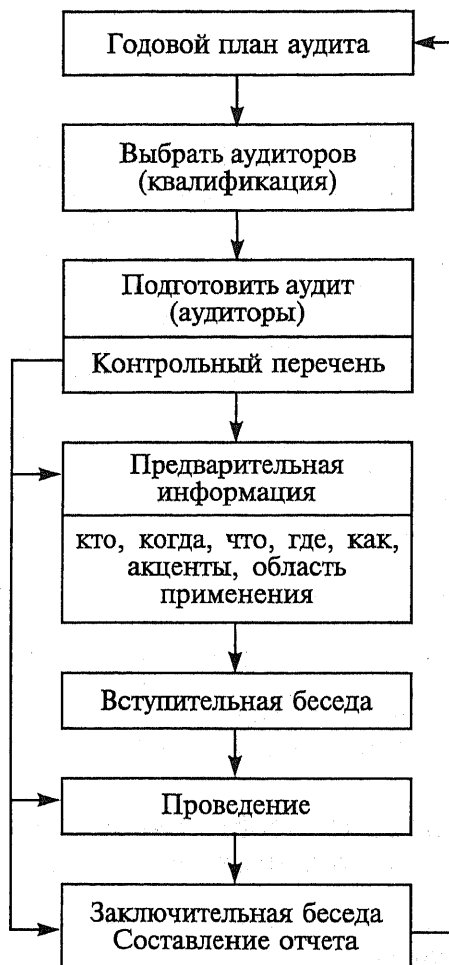 Годовой план аудита
Выбрать аудиторов
(квалификация)
Подготовить аудит
(аудиторы)
Контрольный перечень
Предварительная
информация
кто, когда, что, где, как,
акценты, область
применения
Вступительная беседа
Проведение
Заключительная беседа
Составление отчета